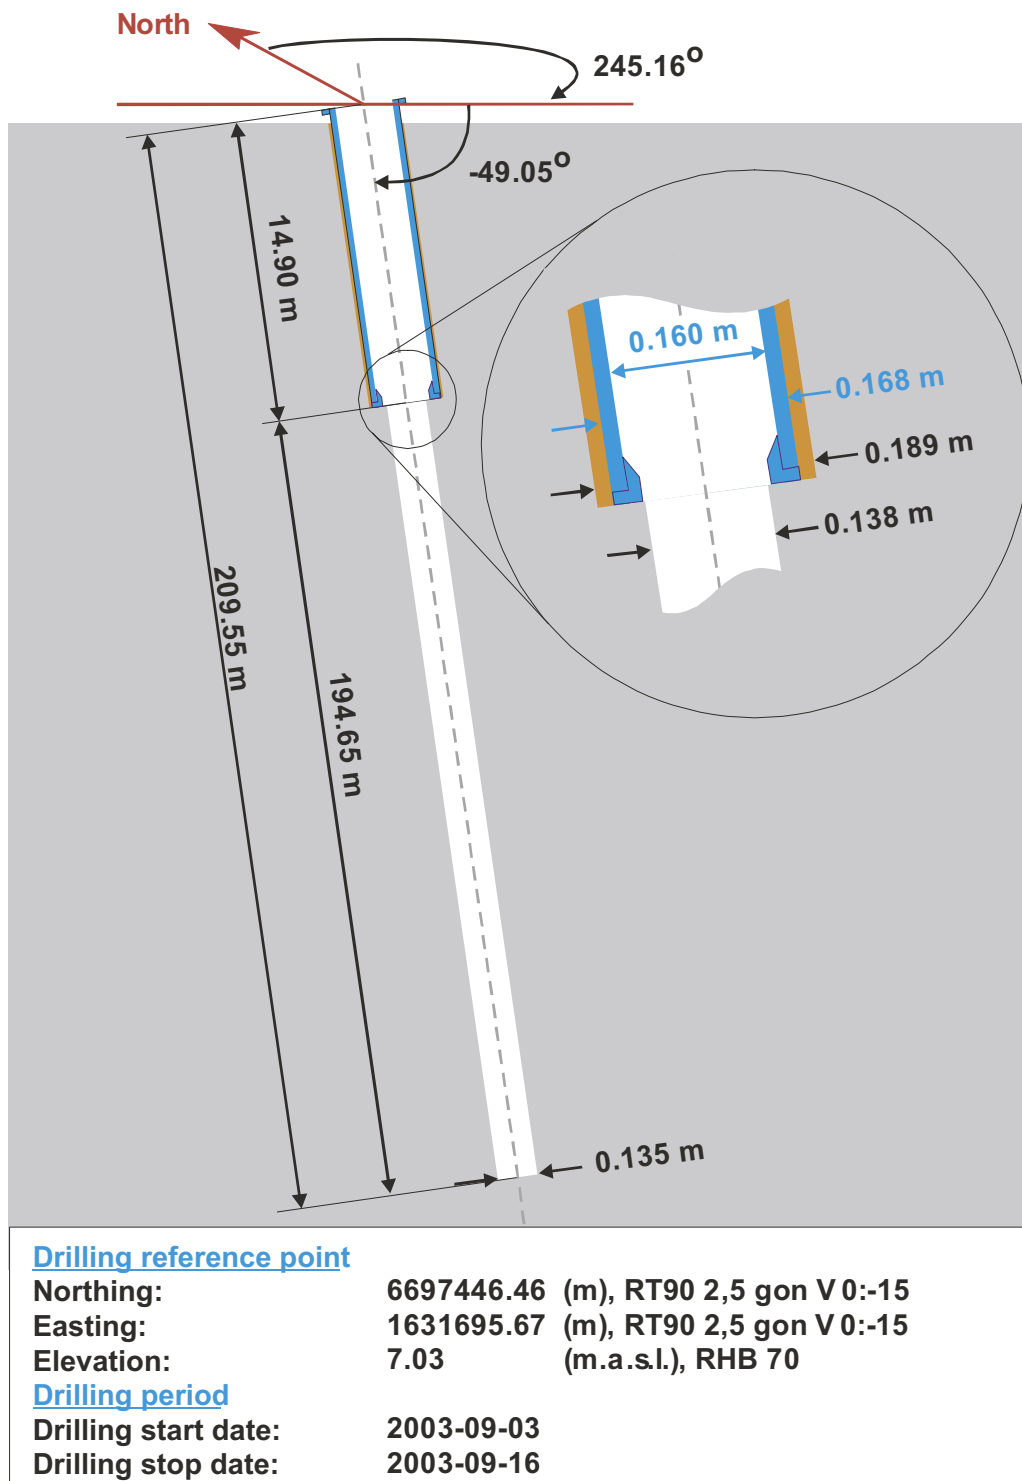 North
245.16°
-49.05°
14.90 m
0.160 m
0.168 m
0.189 m
0.138 m
209.55 m
194.65 m
0.135 m
Drilling reference point
Northing: 6697446.46 (m), RT90 2,5 gon V 0:-15
Easting: 1631695.67 (m), RT90 2,5 gon V 0:-15
Elevation: 7.03 (m.a.s.l.), RHB 70
Drilling period
Drilling start date: 2003-09-03
Drilling stop date: 2003-09-16